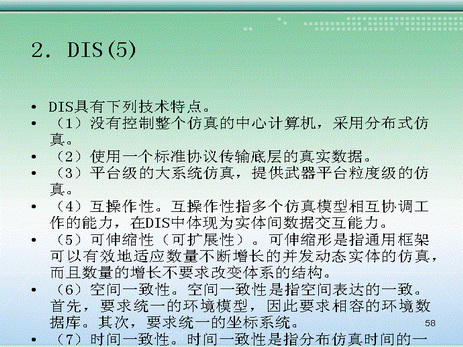 2. DIS(5)
• DIS具有下列技术特点。
• （1）没有控制整个仿真的中心计算机，采用分布式仿
真。
• （2）使用一个标准协议传输底层的真实数据。
• （3）平台级的大系统仿真，提供武器平台粒度级的仿
真。
• （4）互操作性。互操作性指多个仿真模型相互协调工
作的能力，在DIS中体现为实体间数据交互能力。
• （5）可伸缩性（可扩展性）。可伸缩形是指通用框架
可以有效地适应数量不断增长的并发动态实体的仿真，
而且数量的增长不要求改变体系的结构。
• （6）空间一致性。空间一致性是指空间表达的一致。
首先，要求统一的环境模型，因此要求相容的环境数
据库。其次，要求统一的坐标系统。
58
• （7）时间一致性。时间一致性是指分布仿真时间的一